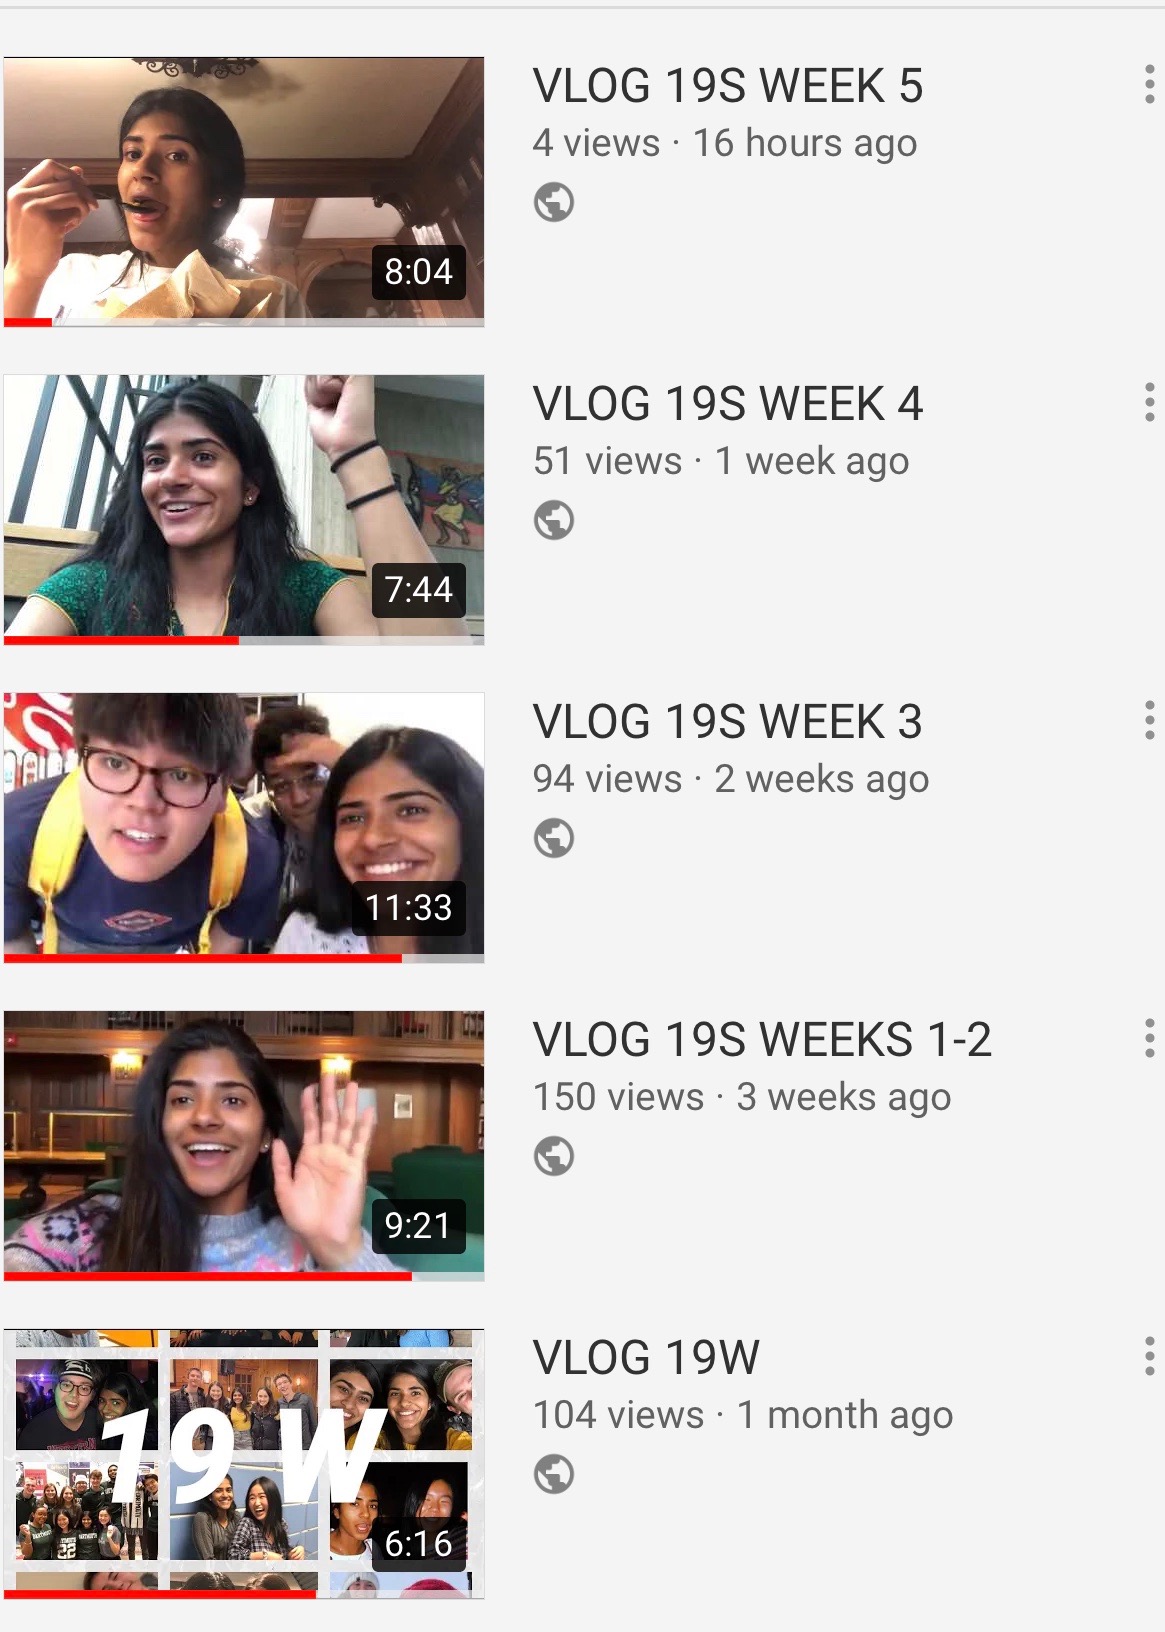 VLOG 19S WEEK 5
4 views · 16 hours ago
8:04
VLOG 19S WEEK 4
51 views · 1 week ago
7:44
VLOG 19S WEEK 3
94 views · 2 weeks ago
11:33
VLOG 19S WEEKS 1-2
150 views · 3 weeks ago
9:21
VLOG 19W
104 views · 1 month ago
19 W
6:16